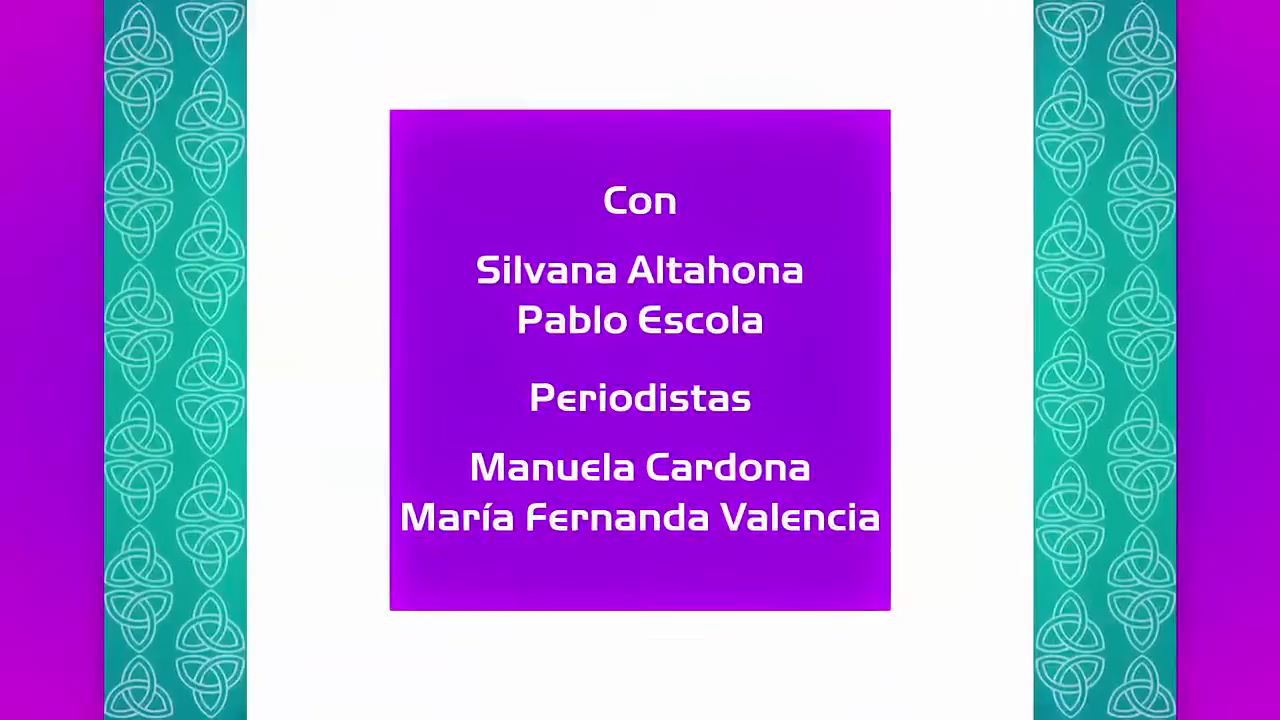 Con
Silvana Altahona
Pablo Escola
Periodistas
Manuela Cardona
María Fernanda Valencia